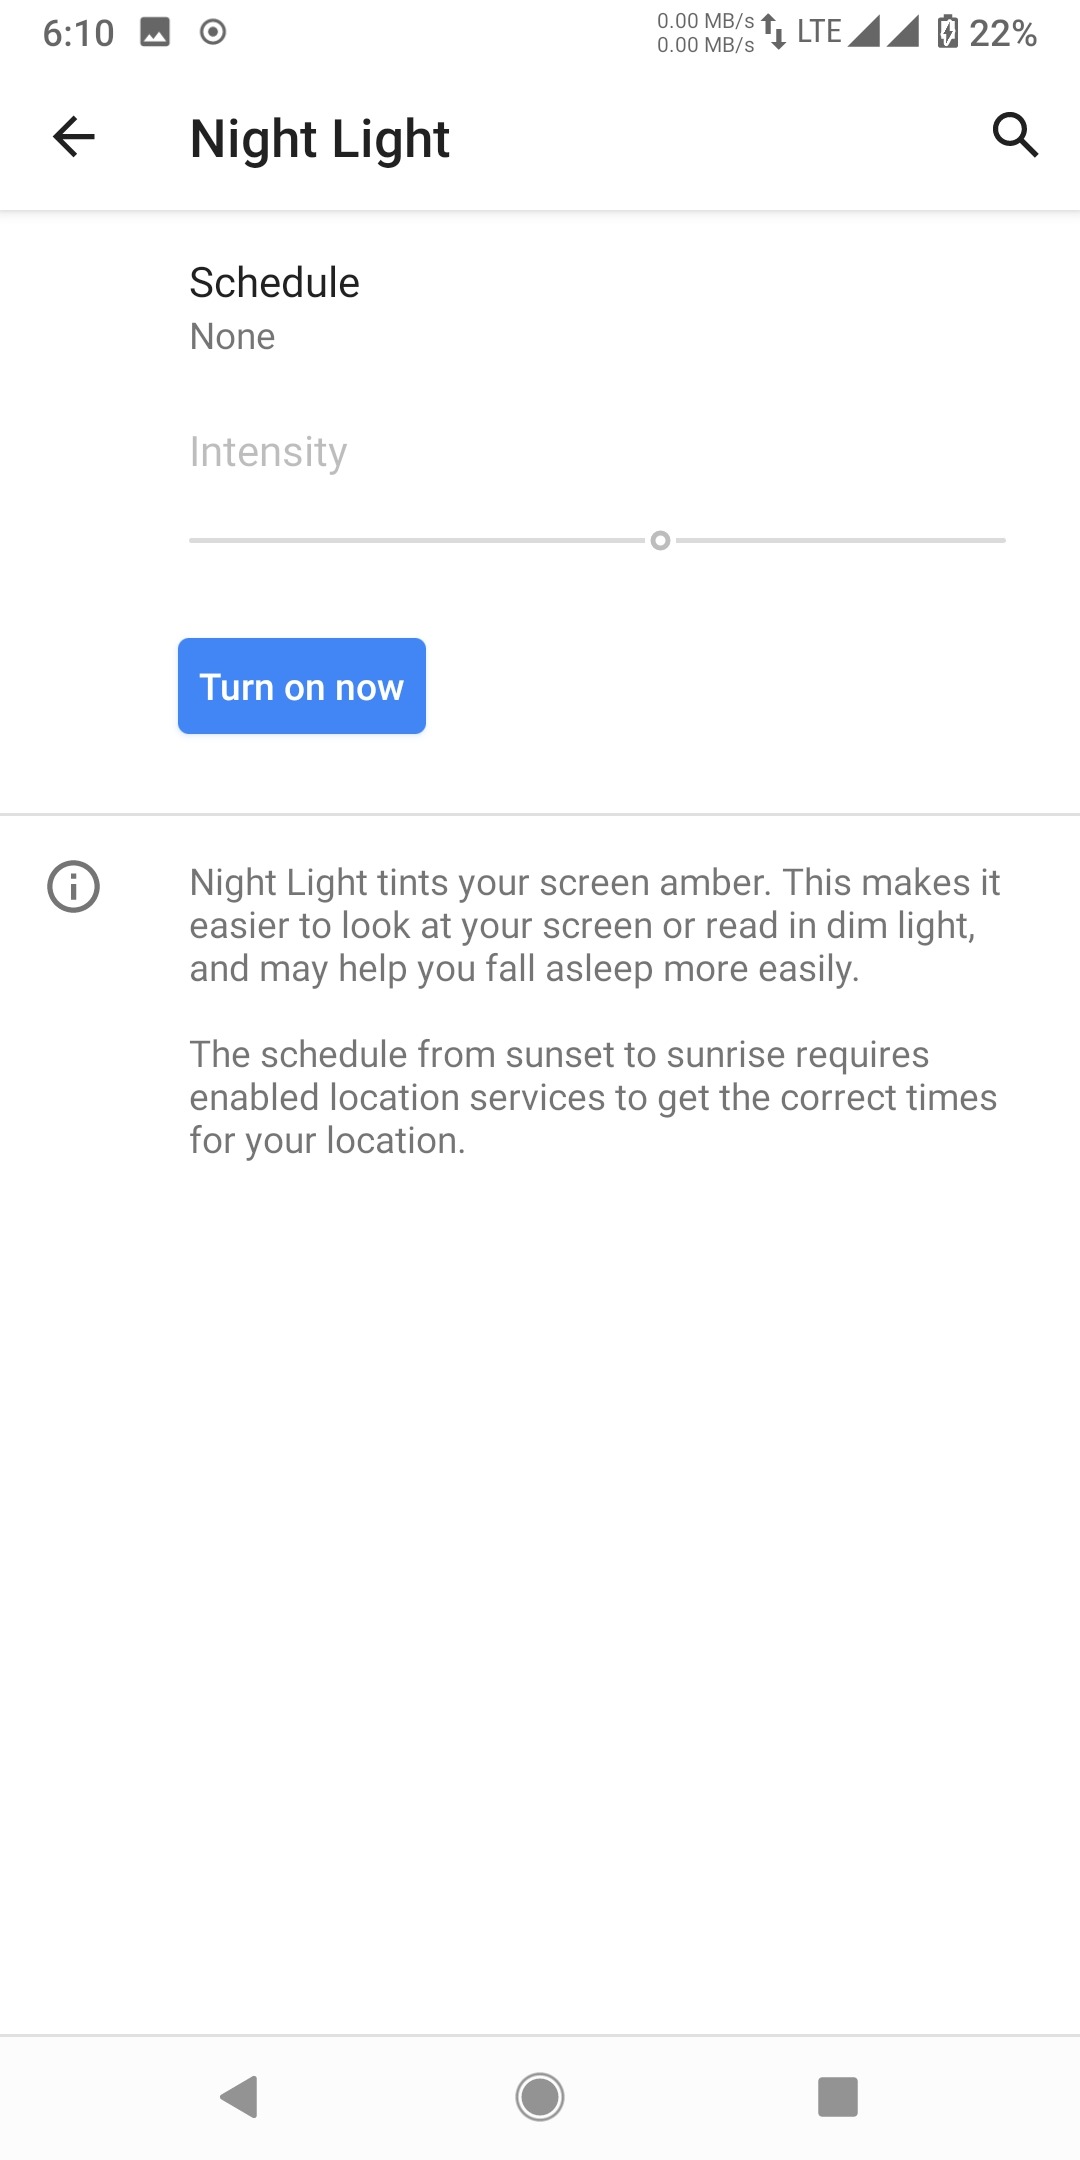 6:10 0.00 MB/s LTE 22%
0.00 MB/s
Night Light
Schedule
None
Intensity
Turn on now
Night Light tints your screen amber. This makes it
easier to look at your screen or read in dim light,
and may help you fall asleep more easily.
The schedule from sunset to sunrise requires
enabled location services to get the correct times
for your location.